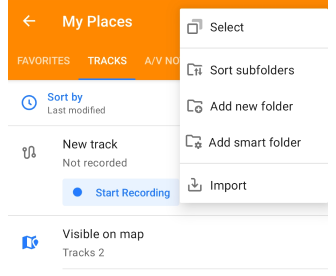 My Places
Select
FAVORITES TRACKS A/V NO
Sort by
Last modified
Sort subfolders
Add new folder
New track
Not recorded
Add smart folder
Start Recording
Import
Visible on map
Tracks 2